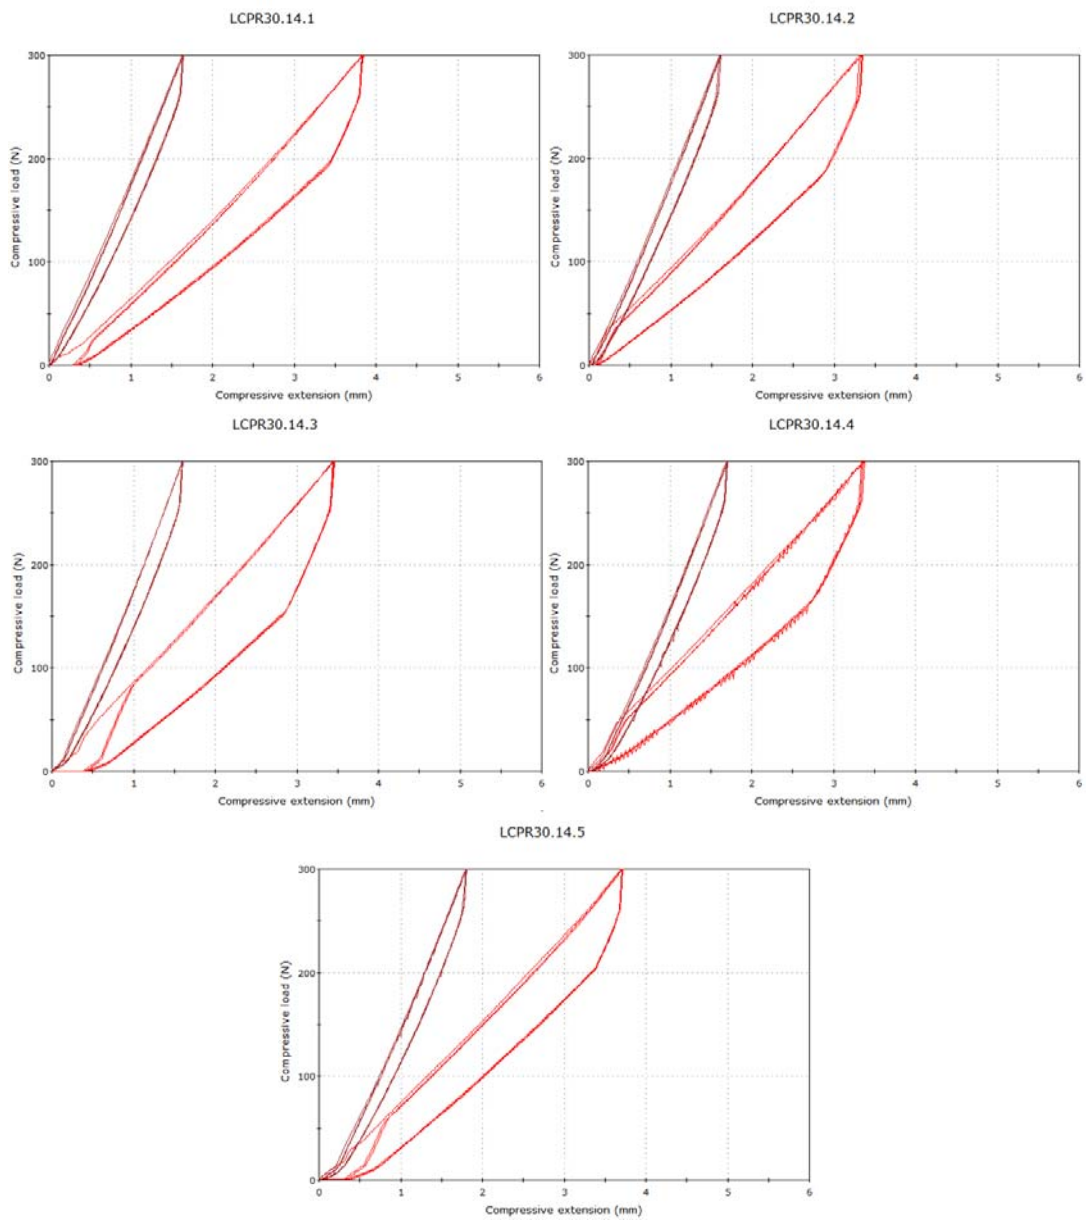 LCPR30.14.1
300
200
100
0
Compressive load (N)
0 1 2 3 4 5 6
Compressive extension (mm)
LCPR30.14.2
300
200
100
0
Compressive load (N)
0 1 2 3 4 5 6
Compressive extension (mm)
LCPR30.14.3
300
200
100
0
Compressive load (N)
0 1 2 3 4 5 6
Compressive extension (mm)
LCPR30.14.4
300
200
100
0
Compressive load (N)
0 1 2 3 4 5 6
Compressive extension (mm)
LCPR30.14.5
300
200
100
0
Compressive load (N)
0 1 2 3 4 5 6
Compressive extension (mm)